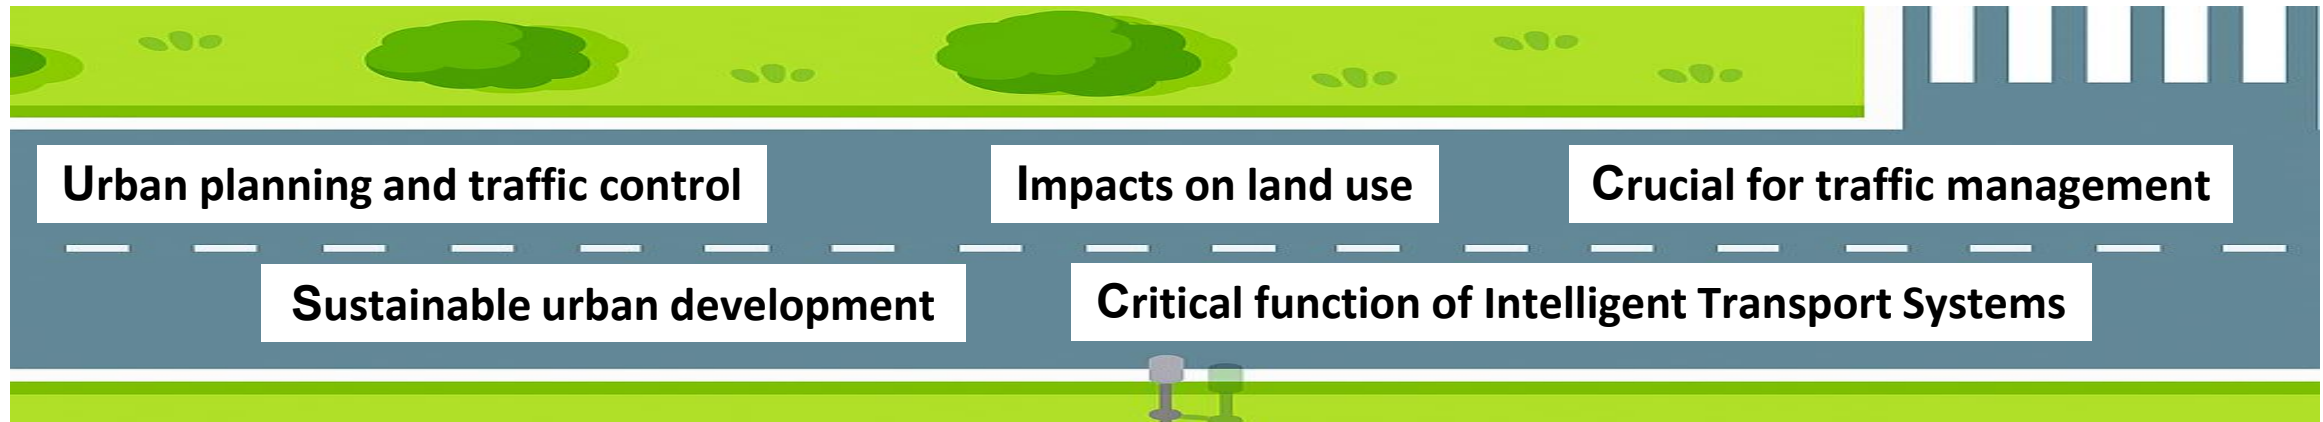 Urban planning and traffic control
Impacts on land use
Crucial for traffic management
Sustainable urban development
Critical function of Intelligent Transport Systems